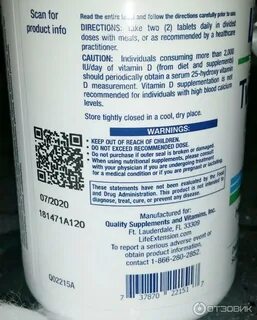 Scan for
product info
Read the entire label and follow the directions carefully prior to use.
DIRECTIONS: Take two (2) tablets daily in divided
doses with meals, or as recommended by a healthcare
practitioner.
CAUTION: Individuals consuming more than 2,000
IU/day of vitamin D (from diet and supplements)
should periodically obtain a serum 25-hydroxy vitamin
D measurement. Vitamin D supplementation is not
recommended for individuals with high blood calcium
levels.
Store tightly closed in a cool, dry place.
WARNINGS:
• KEEP OUT OF REACH OF CHILDREN.
• DO NOT EXCEED RECOMMENDED DOSE.
• Do not purchase if outer seal is broken or damaged.
• When using nutritional supplements, please consult
with your physician if you are undergoing treatment
for a medical condition or if you are pregnant or
lactating.
These statements have not been evaluated by the Food
and Drug Administration. This product is not intended to
diagnose, treat, cure, or prevent any disease.
07/2020
181471A120
Manufactured for:
Quality Supplements and Vitamins, Inc.
Ft. Lauderdale, FL 33309
LifeExtension.com
To report a serious adverse event or
to obtain product information,
contact 1-866-280-2852.
Q02215A
7 37870 22151 7
T
ОТЗОВИК